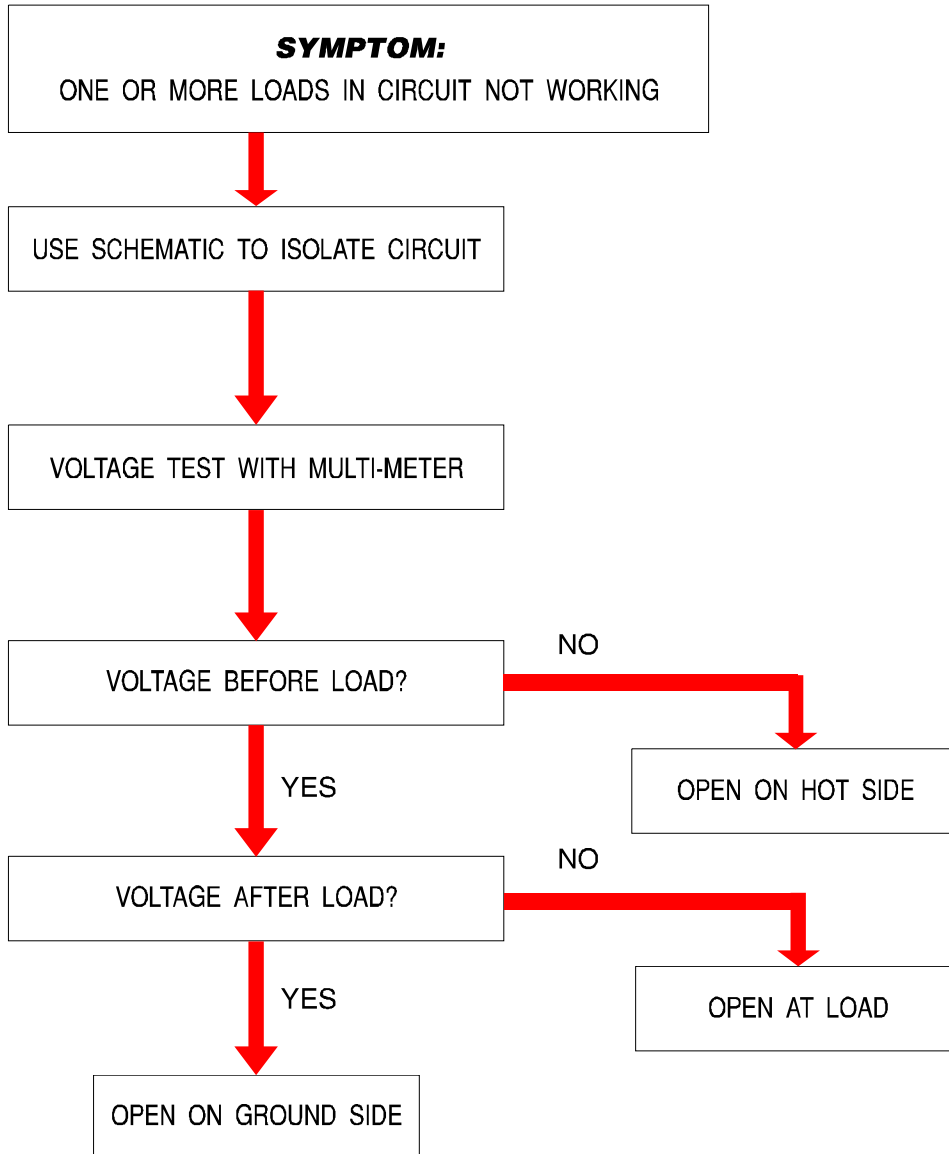 SYMPTOM:
ONE OR MORE LOADS IN CIRCUIT NOT WORKING
USE SCHEMATIC TO ISOLATE CIRCUIT
VOLTAGE TEST WITH MULTI-METER
VOLTAGE BEFORE LOAD?
NO
OPEN ON HOT SIDE
YES
VOLTAGE AFTER LOAD?
NO
OPEN AT LOAD
YES
OPEN ON GROUND SIDE